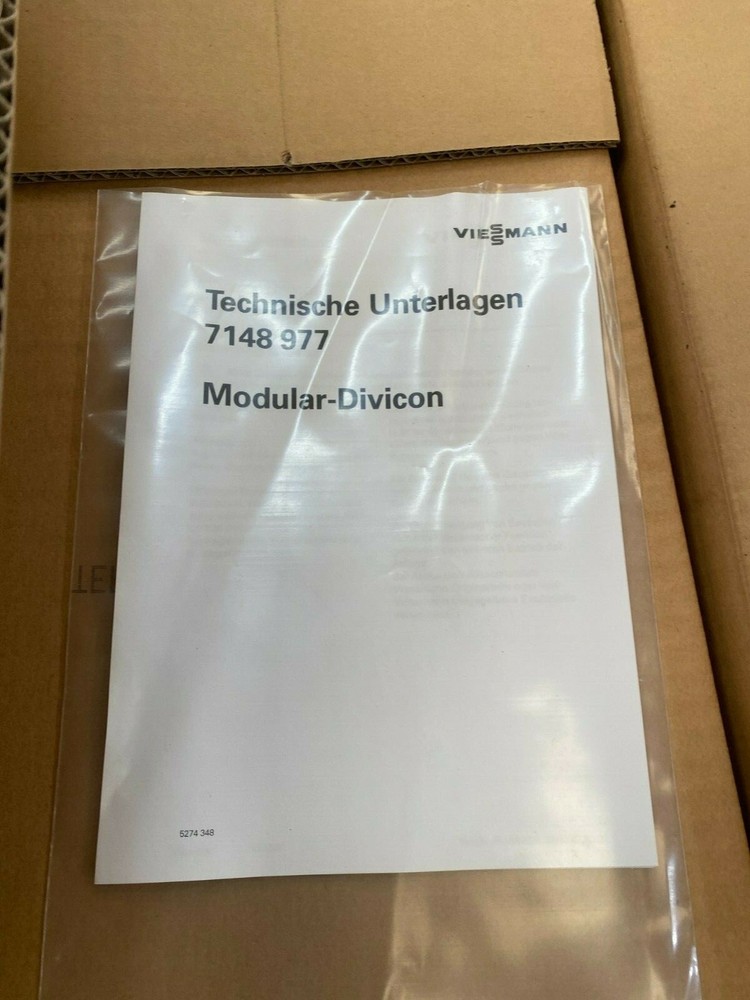 VIESSMANN
Technische Unterlagen
7148 977
Modular-Divicon
5274 348